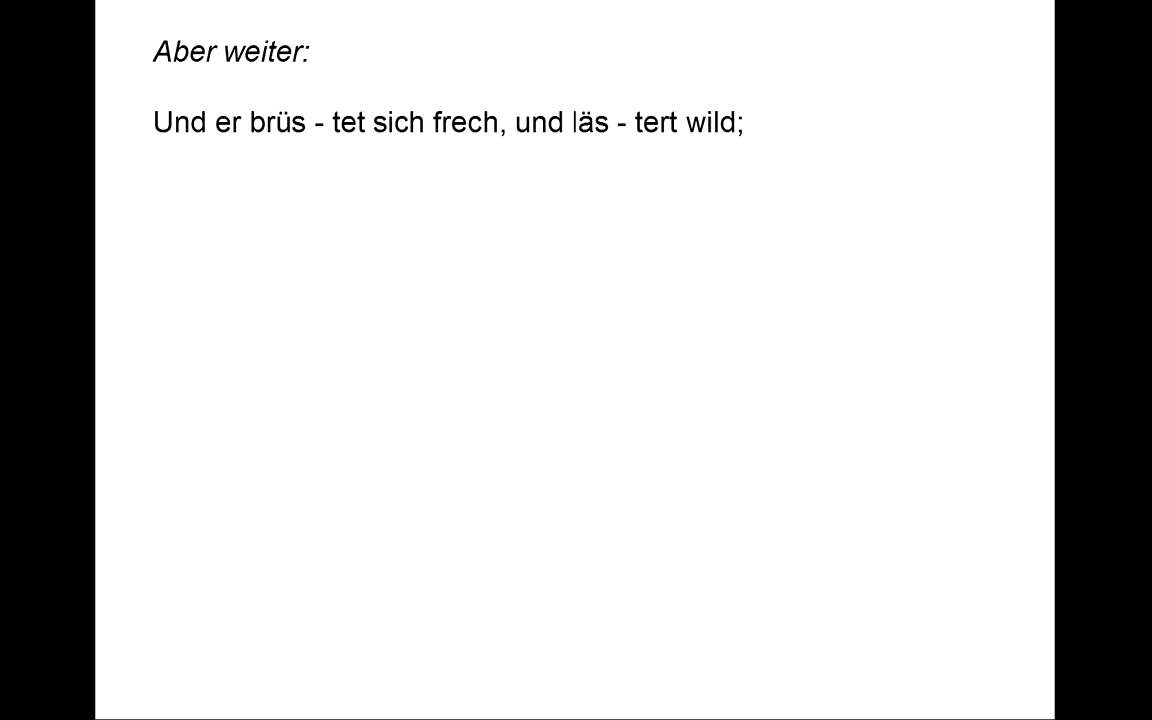 Aber weiter:
Und er brüs - tet sich frech, und läs - tert wild;